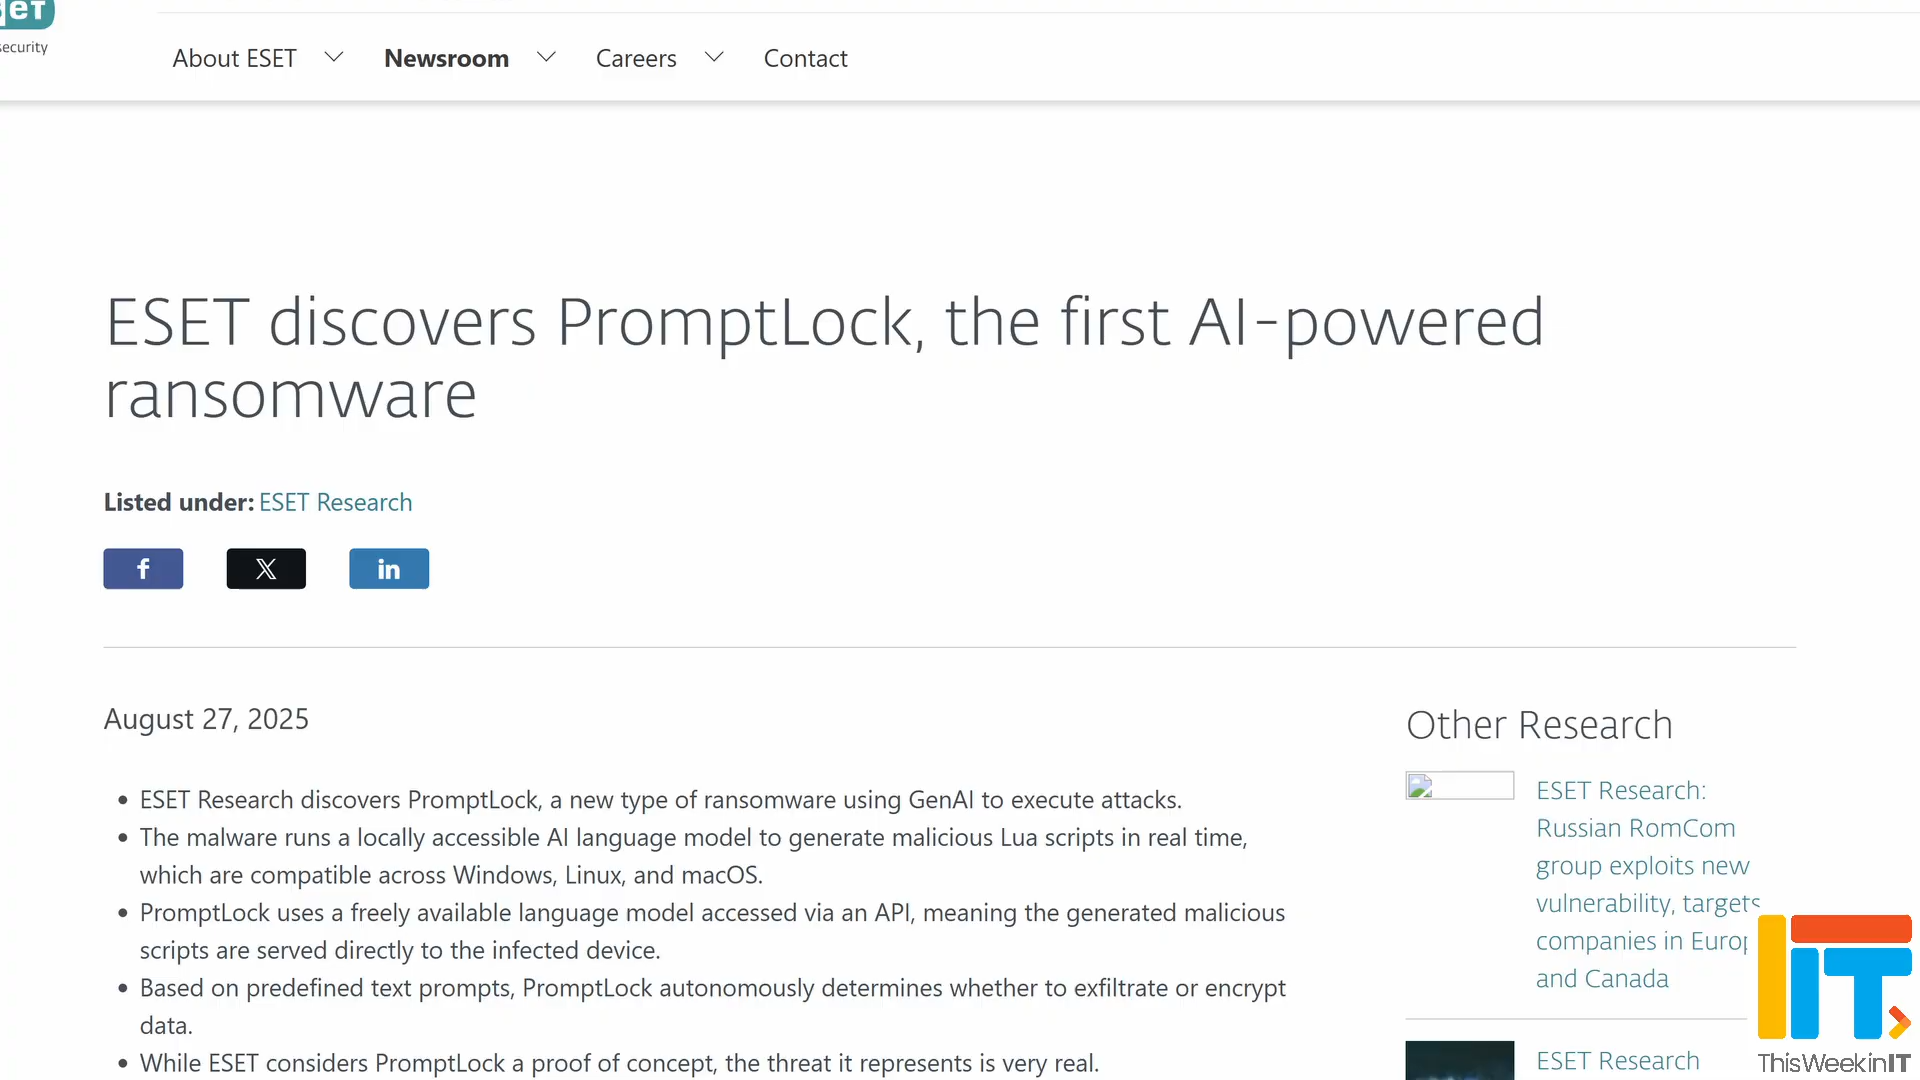 security
About ESET
Newsroom
Careers
Contact
ESET discovers PromptLock, the first AI-powered
ransomware
Listed under: ESET Research
f
X
in
August 27, 2025
• ESET Research discovers PromptLock, a new type of ransomware using GenAI to execute attacks.
• The malware runs a locally accessible AI language model to generate malicious Lua scripts in real time,
which are compatible across Windows, Linux, and macOS.
• PromptLock uses a freely available language model accessed via an API, meaning the generated malicious
scripts are served directly to the infected device.
• Based on predefined text prompts, PromptLock autonomously determines whether to exfiltrate or encrypt
data.
• While ESET considers PromptLock a proof of concept, the threat it represents is very real.
Other Research
ESET Research:
Russian RomCom
group exploits new
vulnerability, targets
companies in Europ
and Canada
ESET Research
IT
ThisWeekinIT